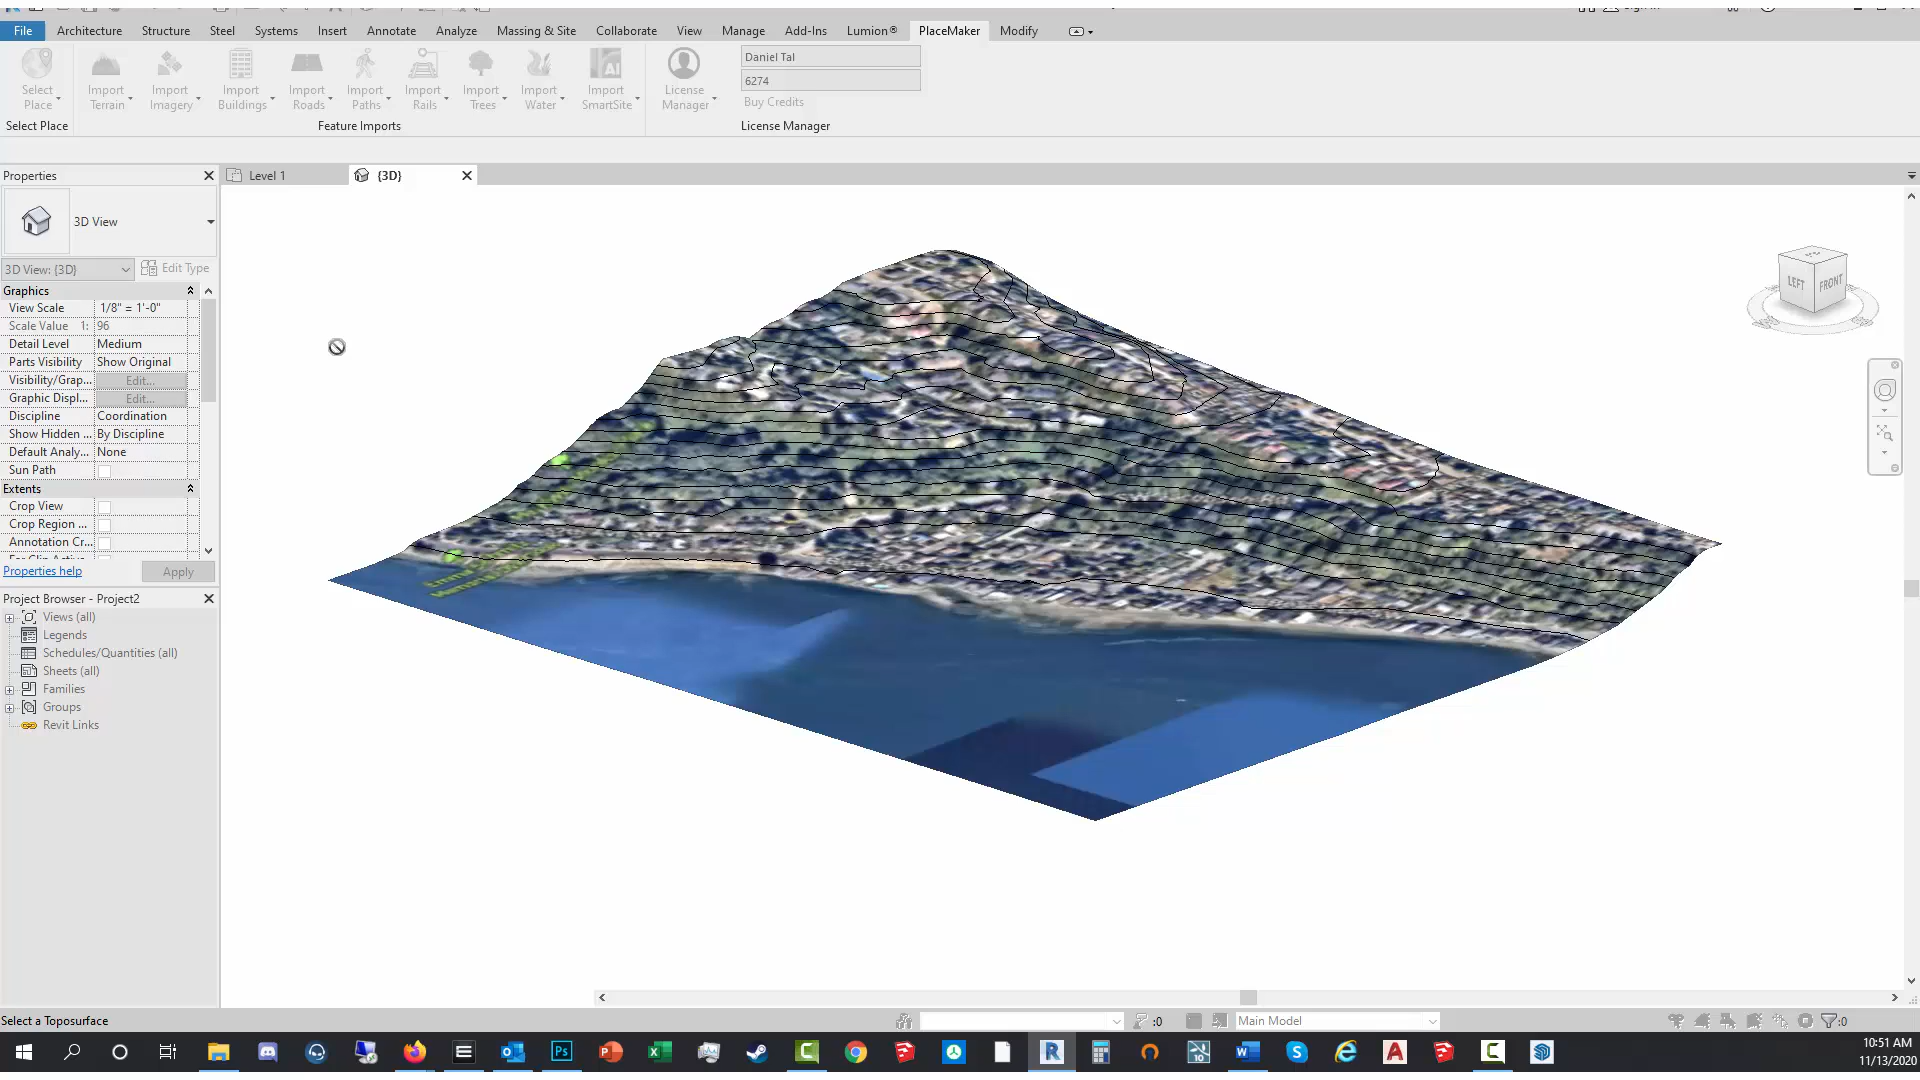 File Architecture Structure Steel Systems Insert Annotate Analyze Massing & Site Collaborate View Manage Add-Ins Lumion® PlaceMaker Modify
Select Place
Import Terrain
Import Imagery
Import Buildings
Import Roads
Import Paths
Import Rails
Import Trees
Import Water
Import SmartSite
License Manager
Daniel Tal
6274
Buy Credits
Select Place Feature Imports License Manager
Properties
Level 1
{3D}
3D View
3D View: {3D}
Edit Type
Graphics
View Scale 1/8" = 1'-0"
Scale Value 1: 96
Detail Level Medium
Parts Visibility Show Original
Visibility/Grap... Edit...
Graphic Displ... Edit...
Discipline Coordination
Show Hidden ... By Discipline
Default Analy... None
Sun Path
Extents
Crop View
Crop Region ...
Annotation Cr...
Properties help
Apply
Project Browser - Project2
Views (all)
Legends
Schedules/Quantities (all)
Sheets (all)
Families
Groups
Revit Links
LEFT
FRONT
Select a Toposurface
:0
Main Model
:0
10:51 AM
11/13/2020